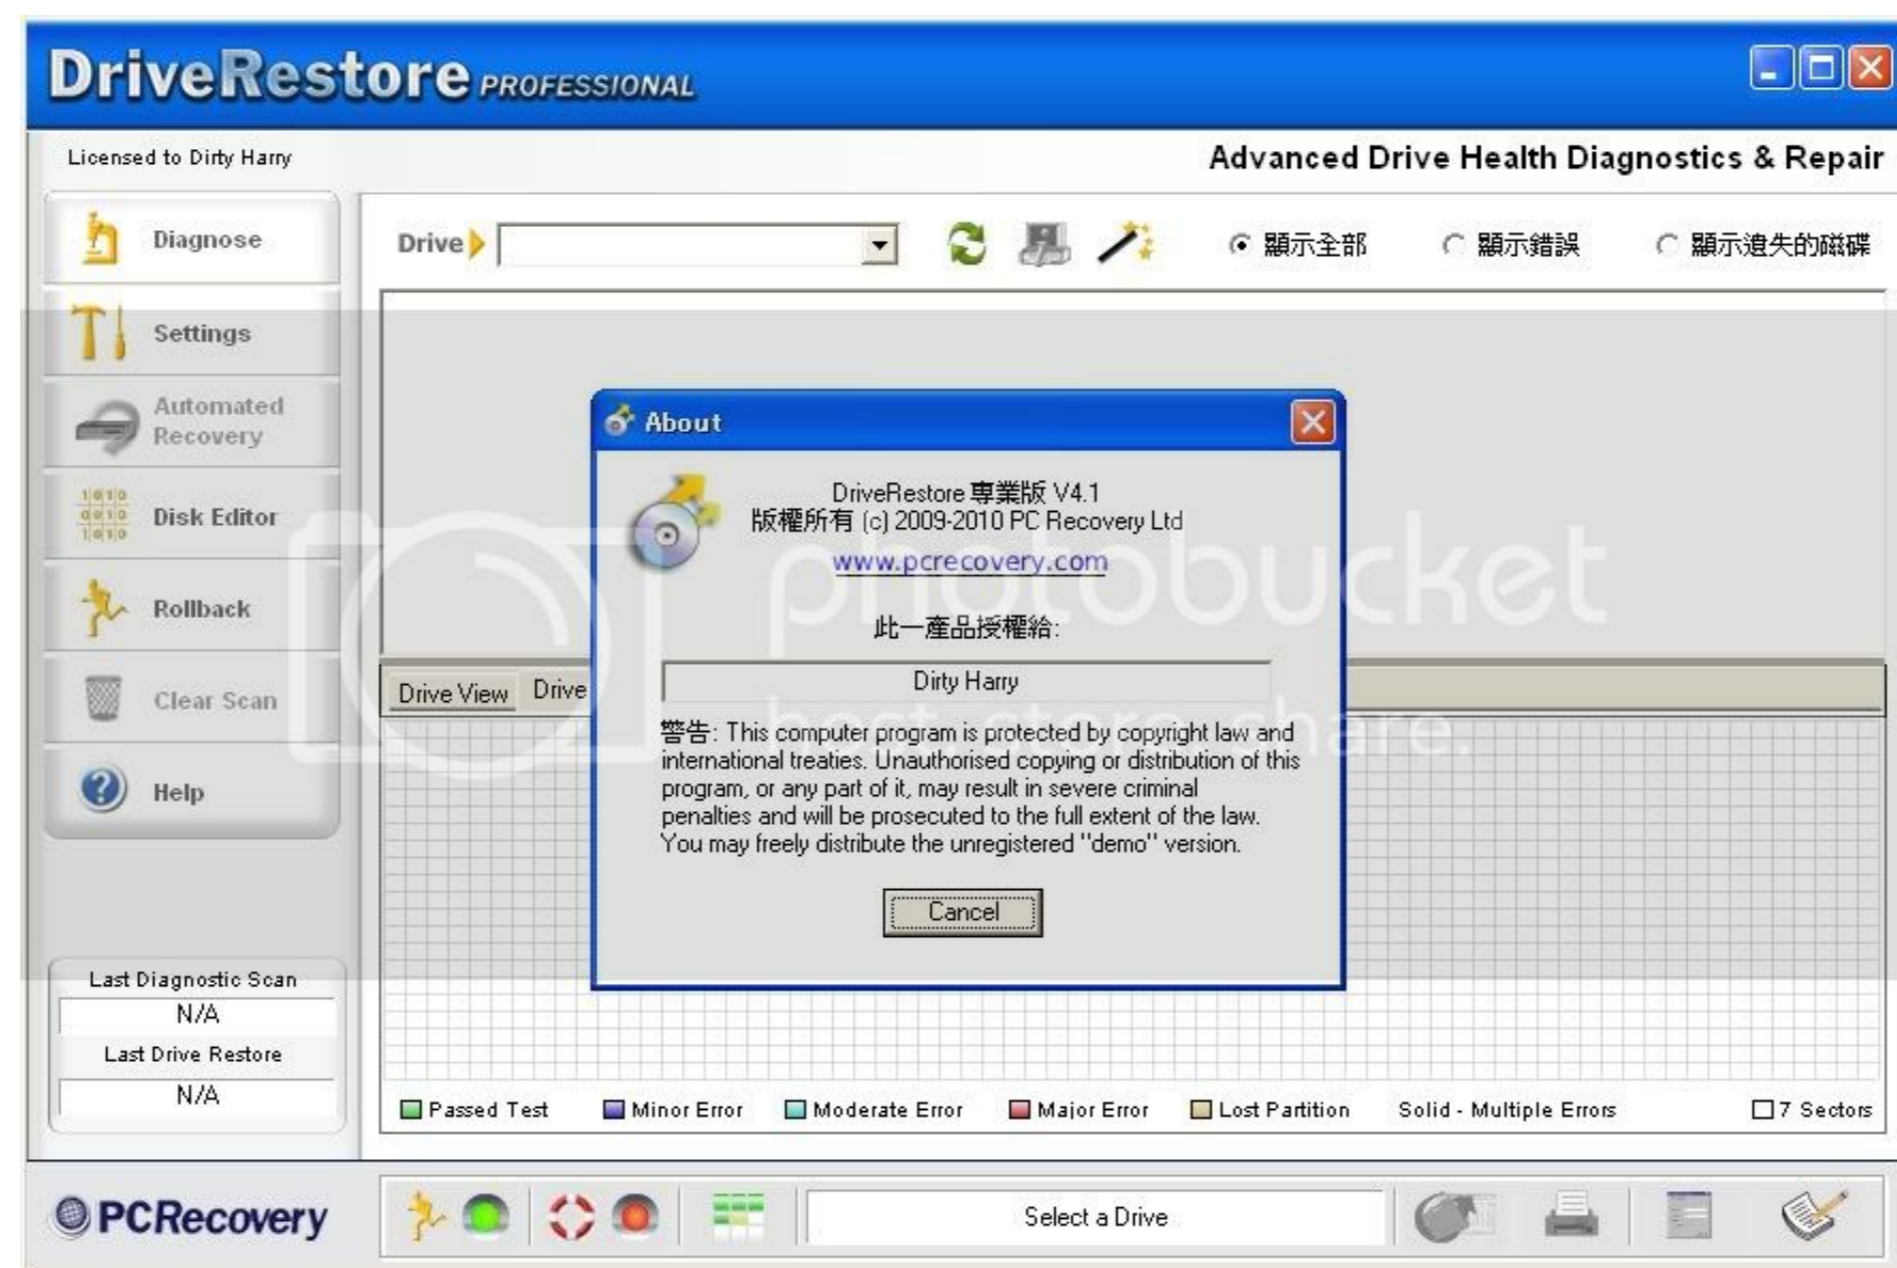 DriveRestore PROFESSIONAL
Licensed to Dirty Harry
Advanced Drive Health Diagnostics & Repair
Diagnose
Settings
Automated
Recovery
1010
0010
1010
Disk Editor
Rollback
Clear Scan
Help
Drive
顯示全部
顯示錯誤
顯示遺失的磁碟
About
DriveRestore 專業版 V4.1
版權所有 (c) 2009-2010 PC Recovery Ltd
www.pcrecovery.com
此一產品授權給:
Dirty Harry
警告: This computer program is protected by copyright law and
international treaties. Unauthorised copying or distribution of this
program, or any part of it, may result in severe criminal
penalties and will be prosecuted to the full extent of the law.
You may freely distribute the unregistered "demo" version.
Cancel
Drive View
Drive
photobucket
host. store. share.
Last Diagnostic Scan
N/A
Last Drive Restore
N/A
Passed Test
Minor Error
Moderate Error
Major Error
Lost Partition
Solid - Multiple Errors
7 Sectors
PCRecovery
Select a Drive